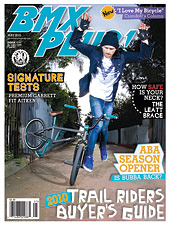 BMX PLUS!
New
"I Love My Bicycle"
Crandall's Column
SIGNATURE
TESTS
PREMIUM GARRETT
FIT AITKEN
HOW SAFE
IS YOUR
NECK?
THE
LEATT
BRACE
ABA
SEASON
OPENER
IS BUBBA BACK?
2010 TRAIL RIDERS
BUYER'S GUIDE